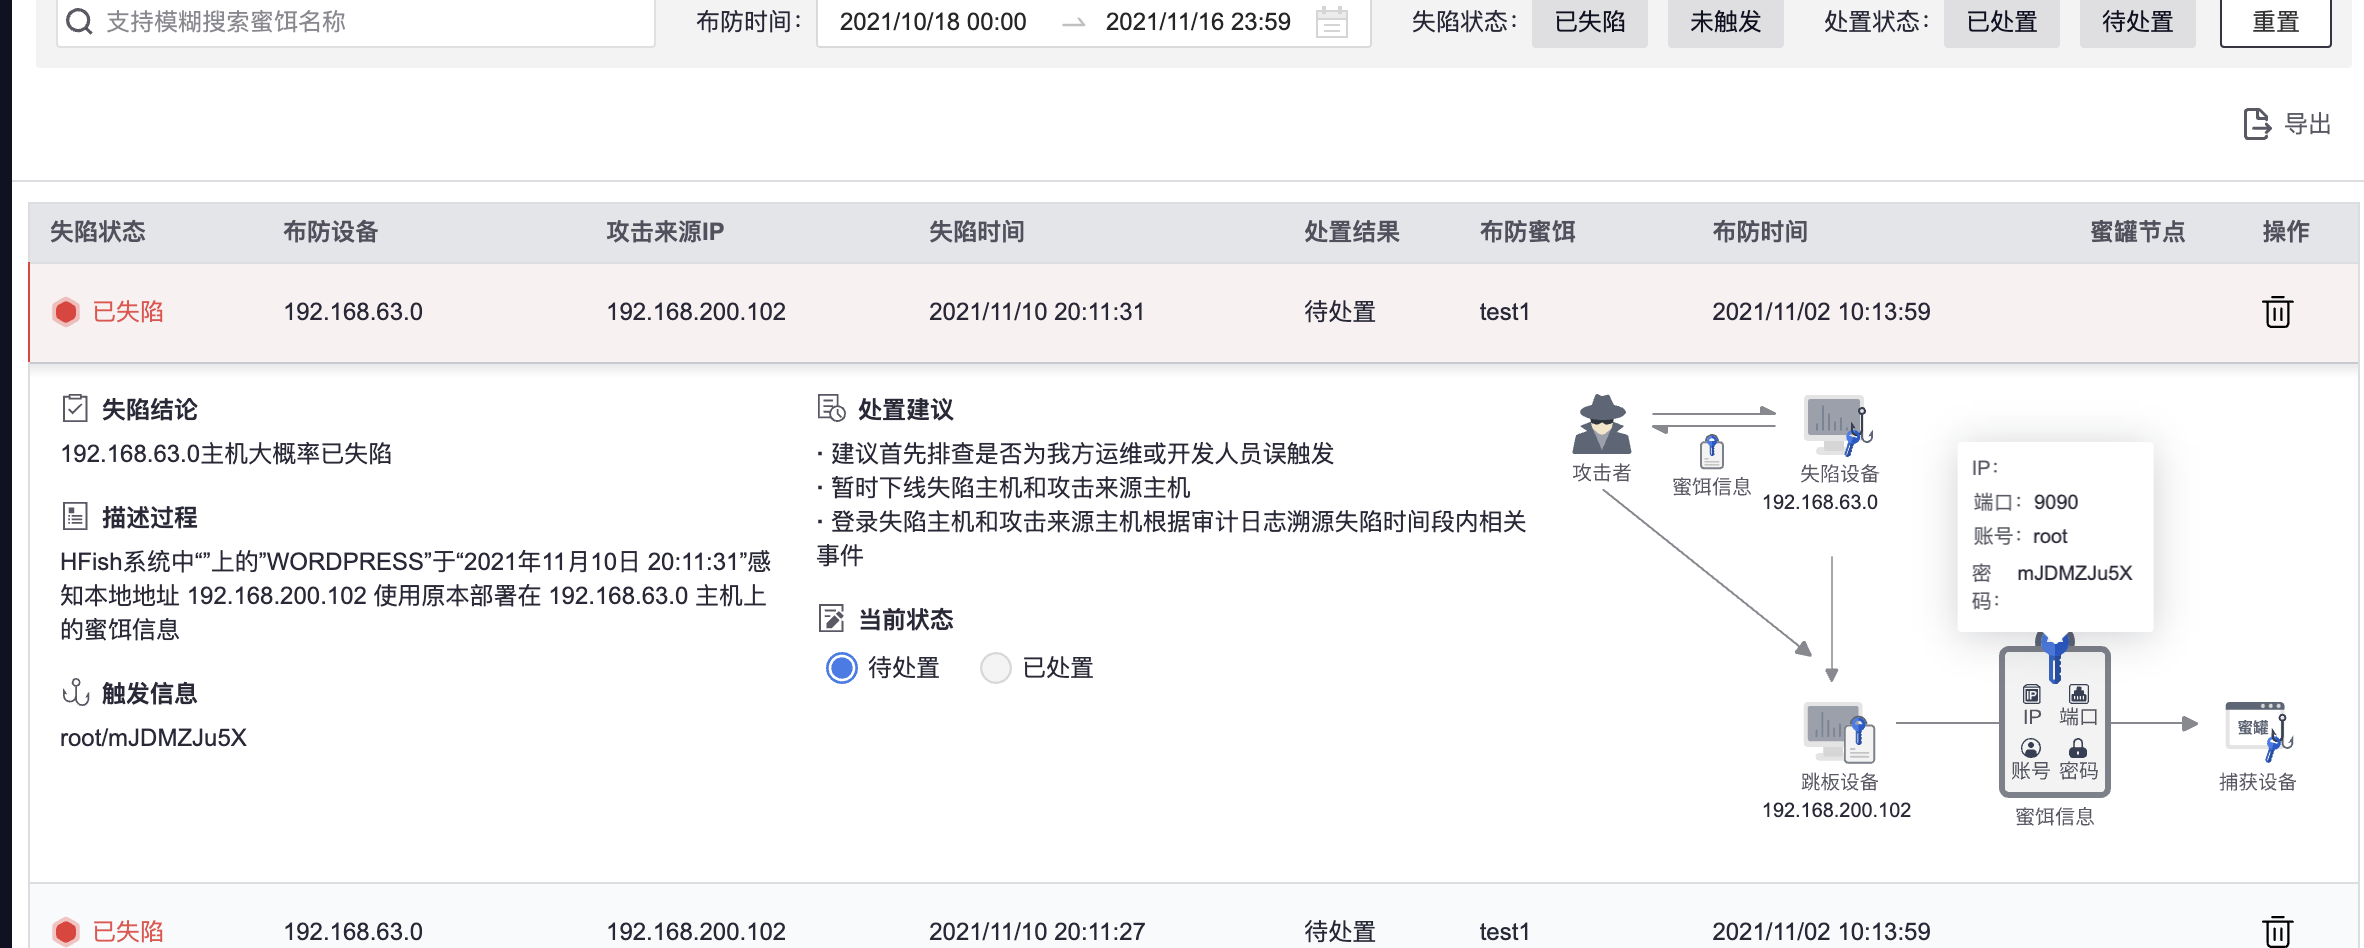 支持模糊搜索蜜饵名称 布防时间: 2021/10/18 00:00 → 2021/11/16 23:59 失陷状态: 已失陷 未触发 处置状态: 已处置 待处置 重置
导出
失陷状态 布防设备 攻击来源IP 失陷时间 处置结果 布防蜜饵 布防时间 蜜罐节点 操作
已失陷 192.168.63.0 192.168.200.102 2021/11/10 20:11:31 待处置 test1 2021/11/02 10:13:59
失陷结论
192.168.63.0主机大概率已失陷
描述过程
HFish系统中“”上的”WORDPRESS”于“2021年11月10日 20:11:31”感
知本地地址 192.168.200.102 使用原本部署在 192.168.63.0 主机上
的蜜饵信息
触发信息
root/mJDMZJu5X
处置建议
· 建议首先排查是否为我方运维或开发人员误触发
· 暂时下线失陷主机和攻击来源主机
· 登录失陷主机和攻击来源主机根据审计日志溯源失陷时间段内相关
事件
当前状态
待处置 已处置
攻击者
蜜饵信息
失陷设备
192.168.63.0
IP:
端口: 9090
账号: root
密 mJDMZJu5X
码:
IP 端口
账号 密码
蜜饵信息
跳板设备
192.168.200.102
蜜罐
捕获设备
已失陷 192.168.63.0 192.168.200.102 2021/11/10 20:11:27 待处置 test1 2021/11/02 10:13:59